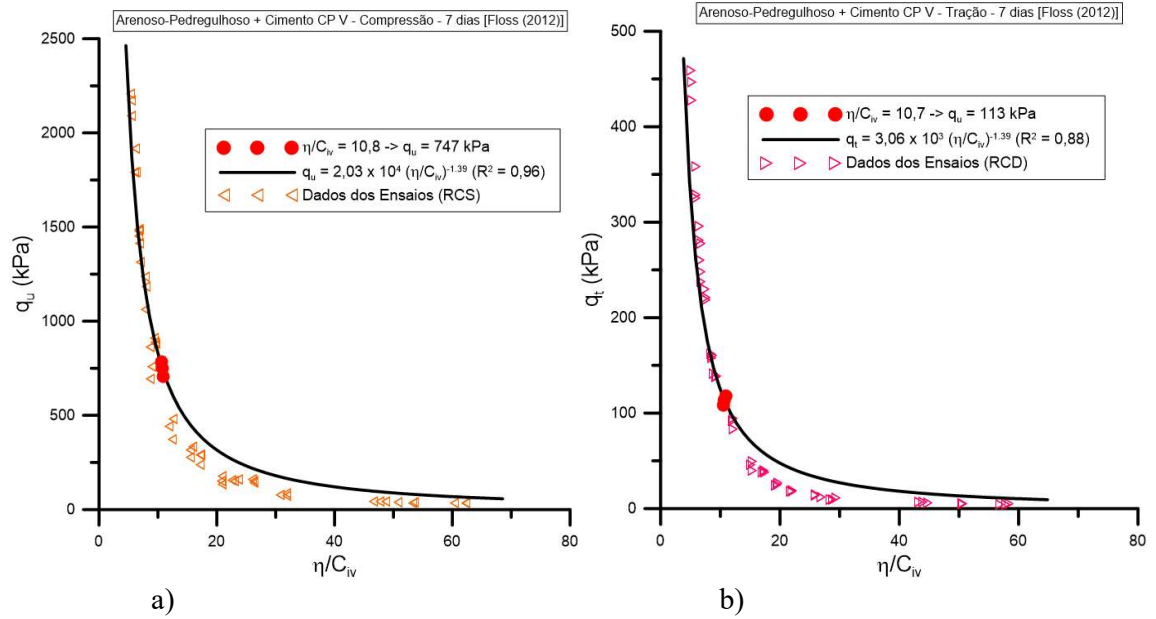 Arenoso-Pedregulhoso + Cimento CP V - Compressão - 7 dias [Floss (2012)]
2500
2000
1500
1000
500
0
q_u (kPa)
η/C_iv = 10,8 -> q_u = 747 kPa
q_u = 2,03 x 10⁴ (η/C_iv)^-1.39 (R² = 0,96)
Dados dos Ensaios (RCS)
0 20 40 60 80
η/C_iv
a)
Arenoso-Pedregulhoso + Cimento CP V - Tração - 7 dias [Floss (2012)]
500
400
300
200
100
0
q_t (kPa)
η/C_iv = 10,7 -> q_u = 113 kPa
q_t = 3,06 x 10³ (η/C_iv)^-1.39 (R² = 0,88)
Dados dos Ensaios (RCD)
0 20 40 60 80
η/C_iv
b)